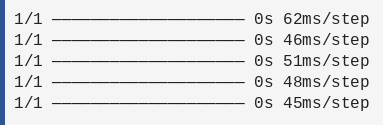 1/1 ──────────────────── 0s 62ms/step
1/1 ──────────────────── 0s 46ms/step
1/1 ──────────────────── 0s 51ms/step
1/1 ──────────────────── 0s 48ms/step
1/1 ──────────────────── 0s 45ms/step